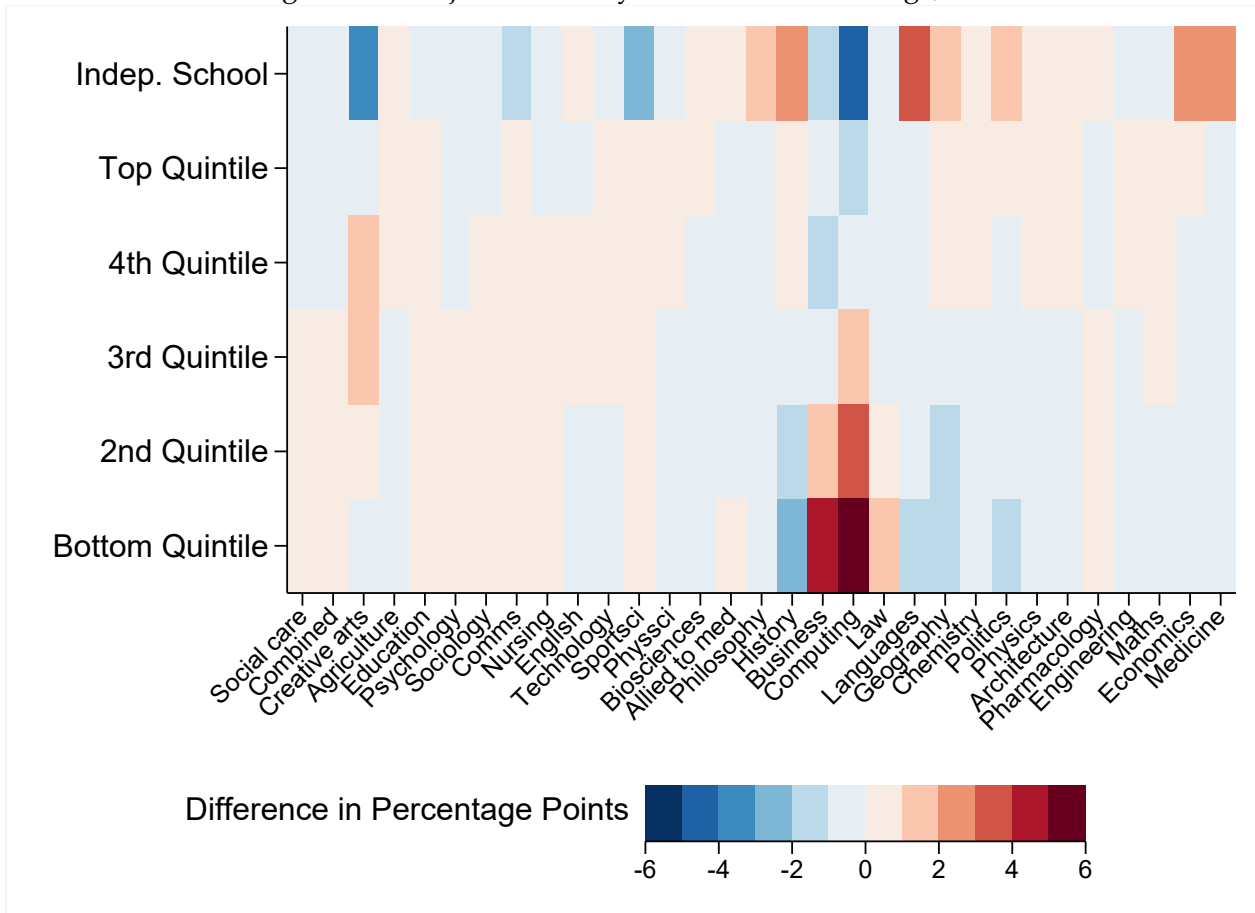 Indep. School
Top Quintile
4th Quintile
3rd Quintile
2nd Quintile
Bottom Quintile
Social care
Combined
Creative arts
Agriculture
Education
Psychology
Sociology
Comms
Nursing
English
Technology
Sportsci
Physsci
Biosciences
Allied to med
Philosophy
History
Business
Computing
Law
Languages
Geography
Chemistry
Politics
Physics
Architecture
Pharmacology
Engineering
Maths
Economics
Medicine
Difference in Percentage Points
-6 -4 -2 0 2 4 6